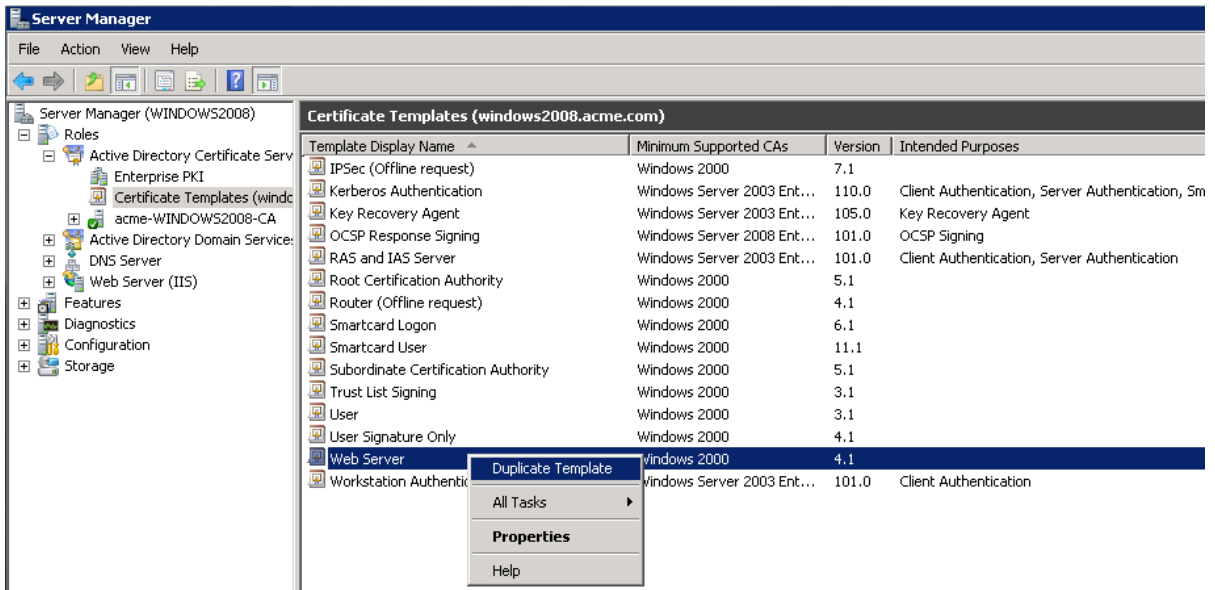 Server Manager
File Action View Help
Server Manager (WINDOWS2008)
Roles
Active Directory Certificate Serv
Enterprise PKI
Certificate Templates (windc
acme-WINDOWS2008-CA
Active Directory Domain Service
DNS Server
Web Server (IIS)
Features
Diagnostics
Configuration
Storage
Certificate Templates (windows2008.acme.com)
Template Display Name Minimum Supported CAs Version Intended Purposes
IPSec (Offline request) Windows 2000 7.1
Kerberos Authentication Windows Server 2003 Ent... 110.0 Client Authentication, Server Authentication, Sm
Key Recovery Agent Windows Server 2003 Ent... 105.0 Key Recovery Agent
OCSP Response Signing Windows Server 2008 Ent... 101.0 OCSP Signing
RAS and IAS Server Windows Server 2003 Ent... 101.0 Client Authentication, Server Authentication
Root Certification Authority Windows 2000 5.1
Router (Offline request) Windows 2000 4.1
Smartcard Logon Windows 2000 6.1
Smartcard User Windows 2000 11.1
Subordinate Certification Authority Windows 2000 5.1
Trust List Signing Windows 2000 3.1
User Windows 2000 3.1
User Signature Only Windows 2000 4.1
Web Server Windows 2000 4.1
Workstation Authentic Windows Server 2003 Ent... 101.0 Client Authentication
Duplicate Template
All Tasks
Properties
Help